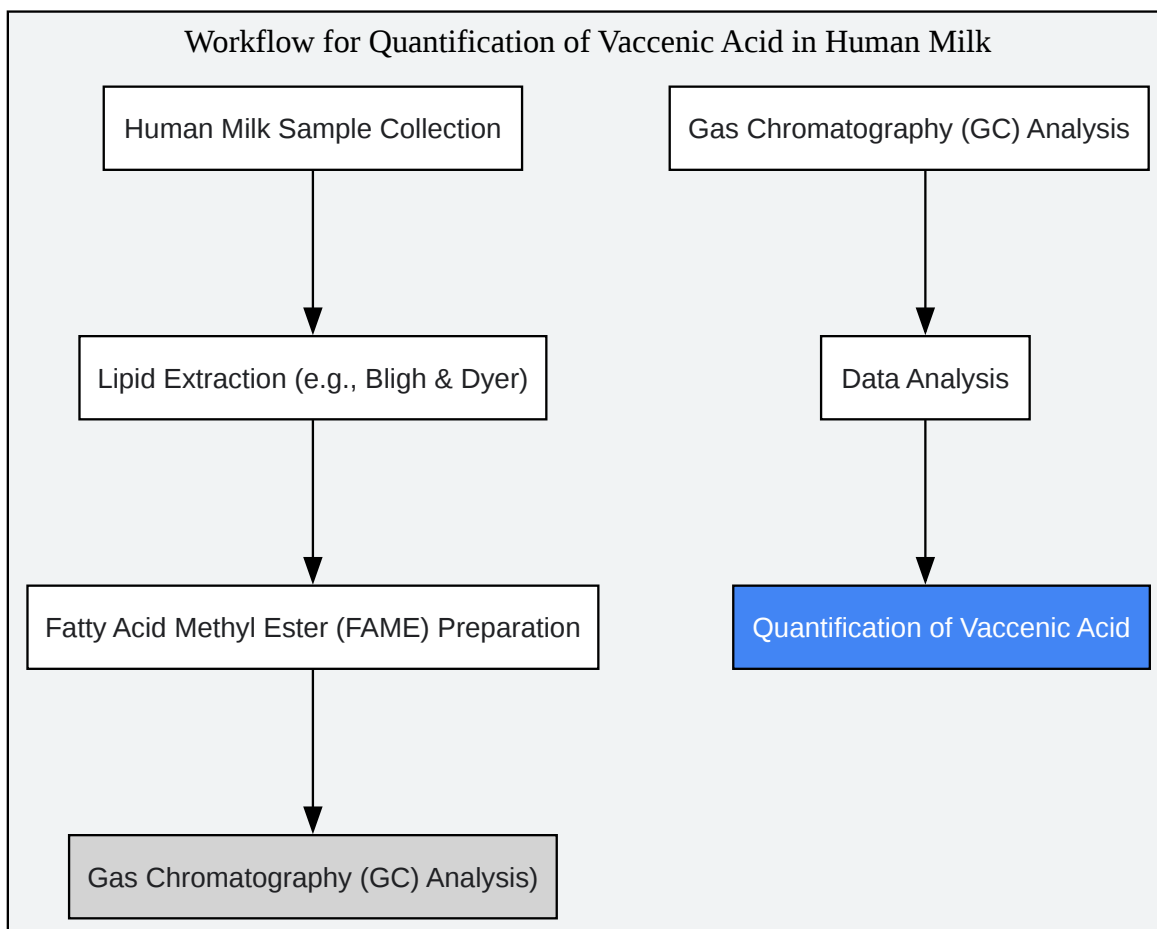 Workflow for Quantification of Vaccenic Acid in Human Milk
Human Milk Sample Collection
Lipid Extraction (e.g., Bligh & Dyer)
Fatty Acid Methyl Ester (FAME) Preparation
Gas Chromatography (GC) Analysis)
Gas Chromatography (GC) Analysis
Data Analysis
Quantification of Vaccenic Acid